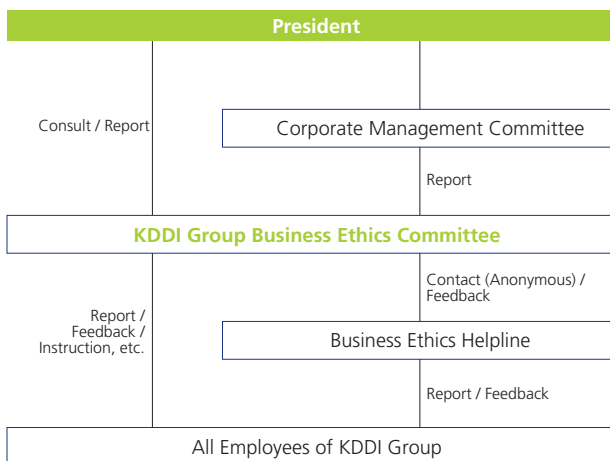 President
Consult / Report
Corporate Management Committee
Report
KDDI Group Business Ethics Committee
Contact (Anonymous) /
Feedback
Report /
Feedback /
Instruction, etc.
Business Ethics Helpline
Report / Feedback
All Employees of KDDI Group